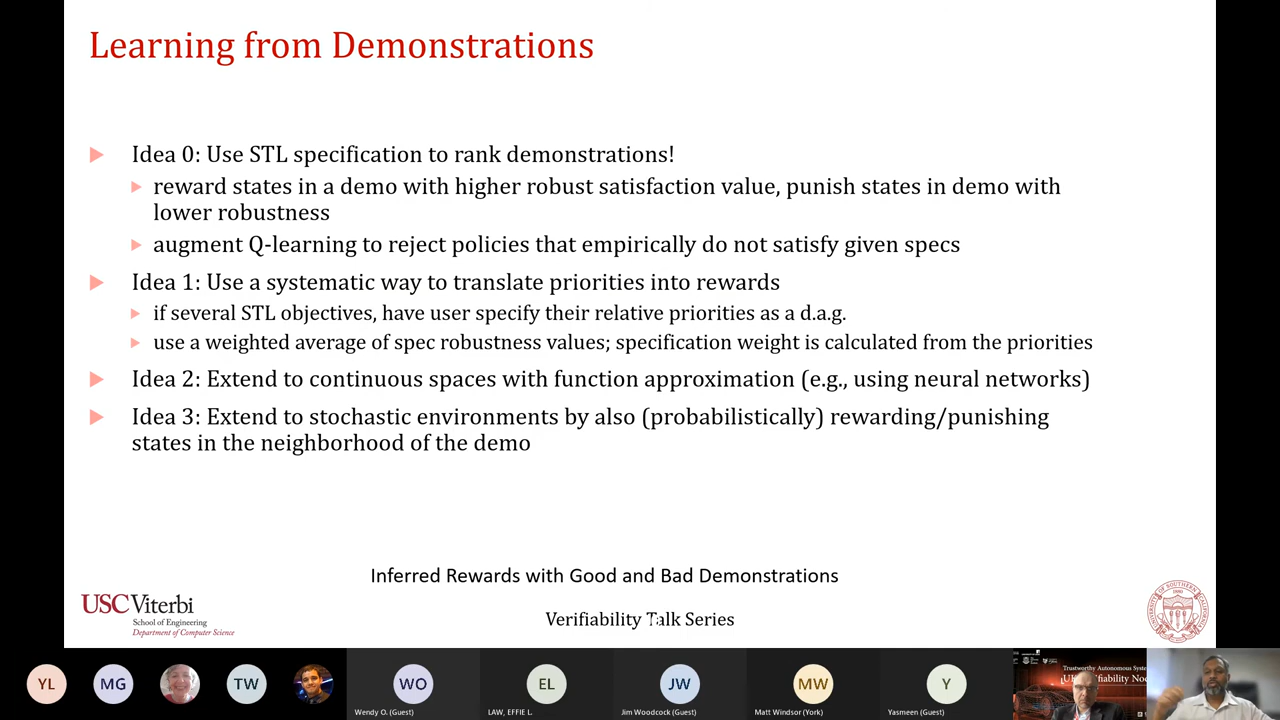 Learning from Demonstrations
Idea 0: Use STL specification to rank demonstrations!
reward states in a demo with higher robust satisfaction value, punish states in demo with
lower robustness
augment Q-learning to reject policies that empirically do not satisfy given specs
Idea 1: Use a systematic way to translate priorities into rewards
if several STL objectives, have user specify their relative priorities as a d.a.g.
use a weighted average of spec robustness values; specification weight is calculated from the priorities
Idea 2: Extend to continuous spaces with function approximation (e.g., using neural networks)
Idea 3: Extend to stochastic environments by also (probabilistically) rewarding/punishing
states in the neighborhood of the demo
Inferred Rewards with Good and Bad Demonstrations
USC Viterbi
School of Engineering
Department of Computer Science
Verifiability Talk Series
YL
MG
TW
WO
Wendy O. (Guest)
EL
LAW, EFFIE L.
JW
Jim Woodcock (Guest)
MW
Matt Windsor (York)
Y
Yasmeen (Guest)
Trustworthy Autonomous